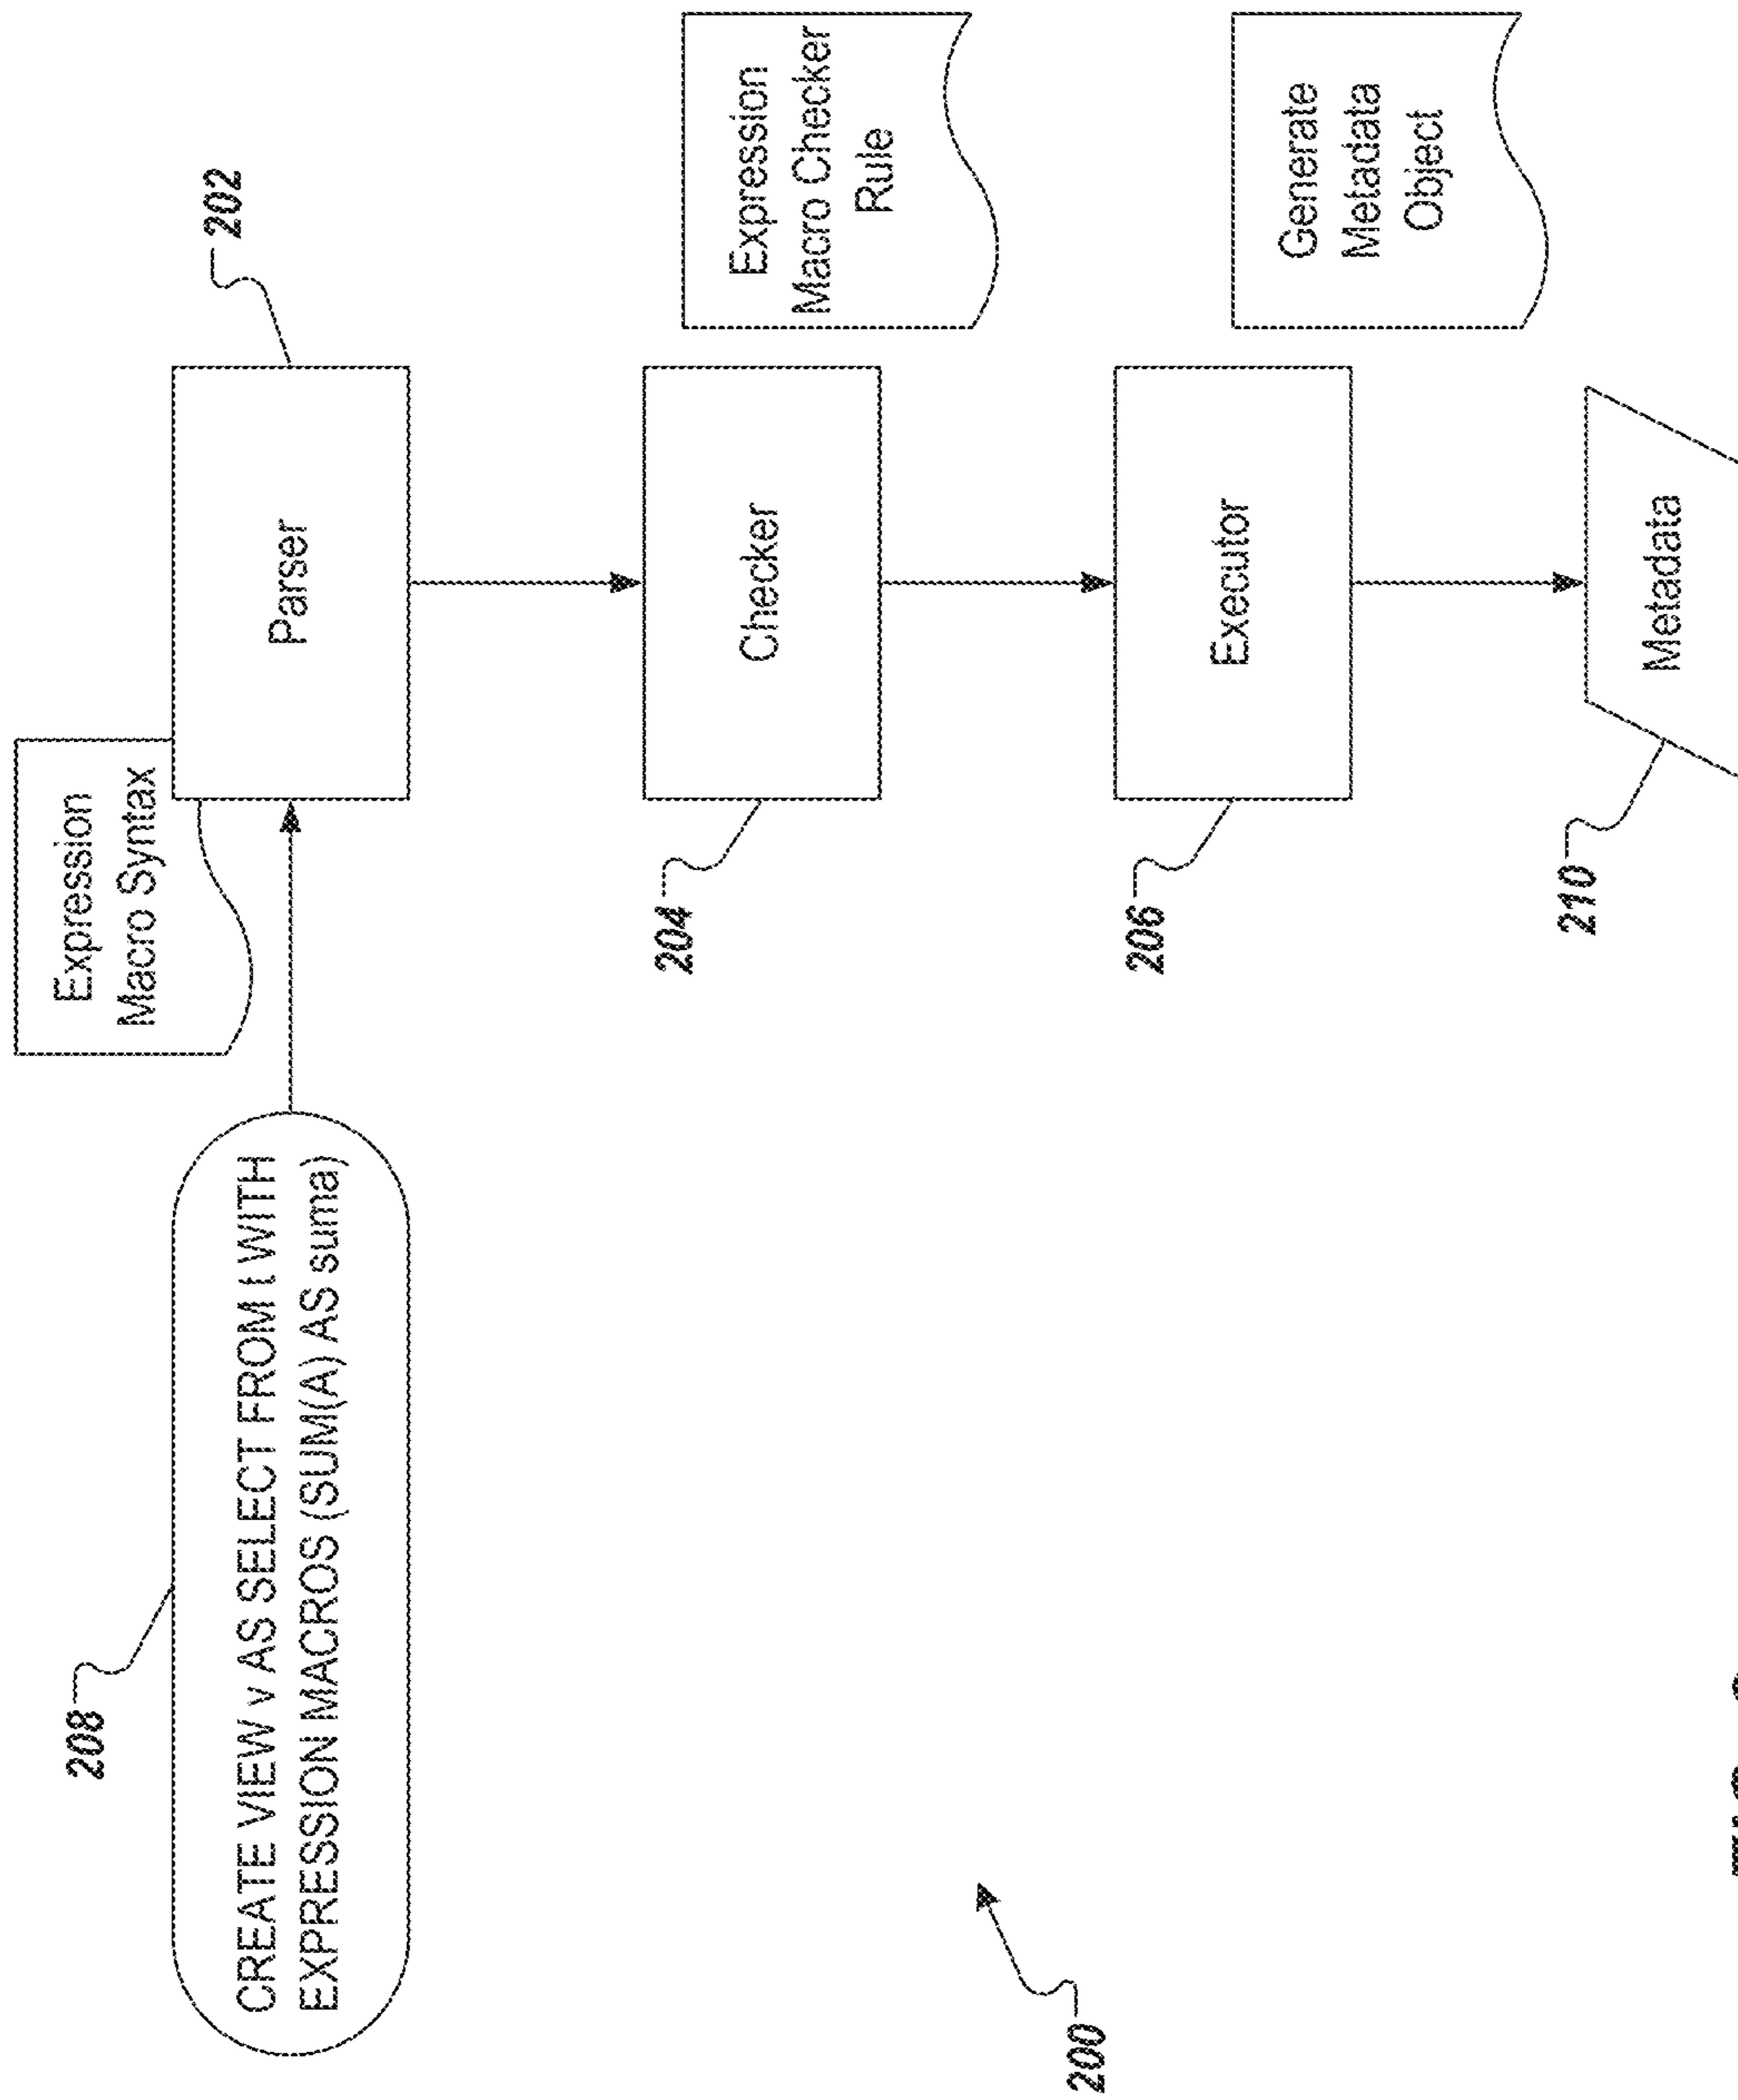 Expression
Macro Syntax
208
CREATE VIEW v AS SELECT FROM t WITH
EXPRESSION MACROS (SUM(A) AS suma)
Parser
202
204
Checker
Expression
Macro Checker
Rule
206
Executor
Generate
Metadata
Object
200
210
Metadata